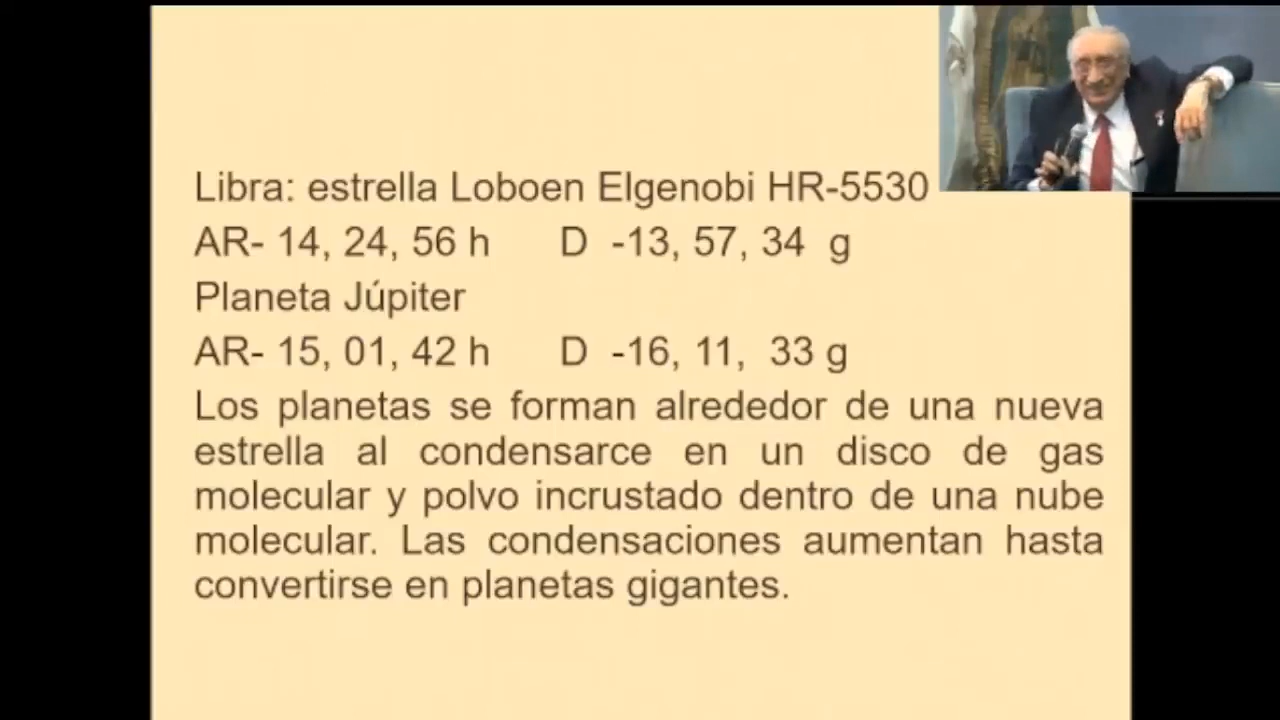 Libra: estrella Loboen Elgenobi HR-5530
AR- 14, 24, 56 h D -13, 57, 34 g
Planeta Júpiter
AR- 15, 01, 42 h D -16, 11, 33 g
Los planetas se forman alrededor de una nueva
estrella al condensarce en un disco de gas
molecular y polvo incrustado dentro de una nube
molecular. Las condensaciones aumentan hasta
convertirse en planetas gigantes.